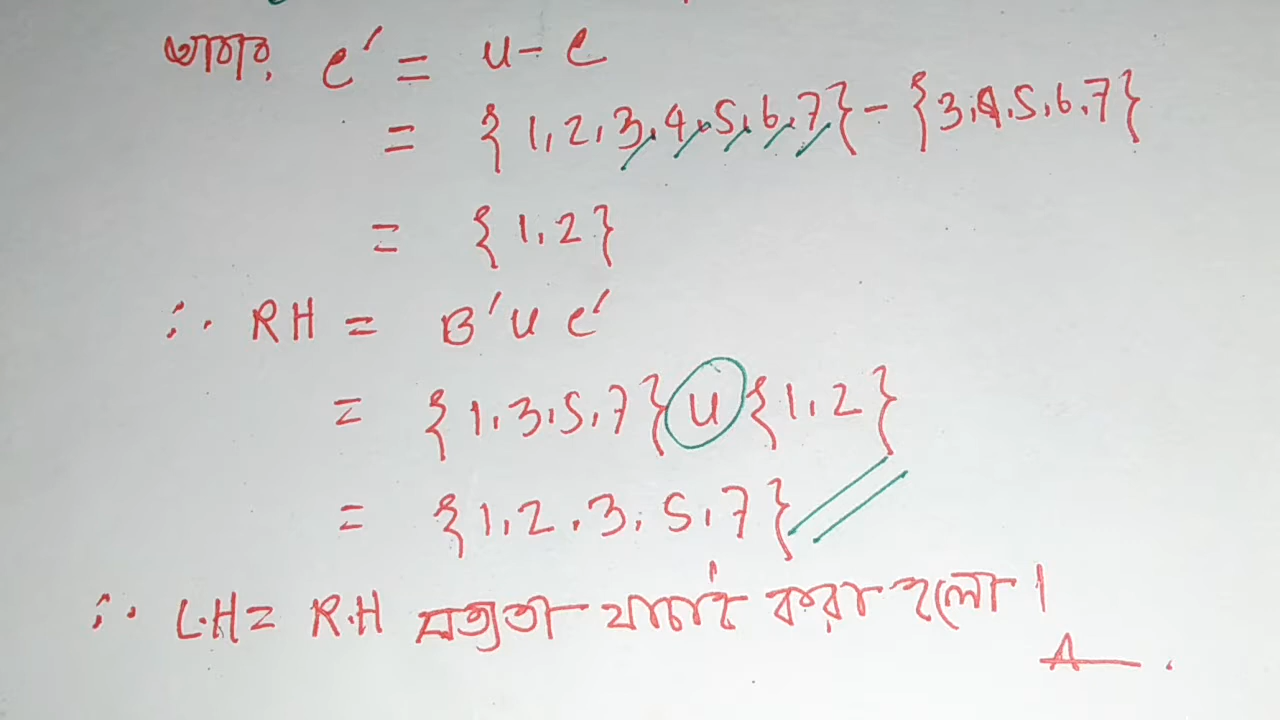 আবার, C′ = U - C
= {1,2,3,4,5,6,7} - {3,4,5,6,7}
= {1,2}
∴ RH = B′ U C′
= {1,3,5,7} U {1,2}
= {1,2,3,5,7}
∴ L.H = R.H সত্যতা যাচাই করা হলো।
A